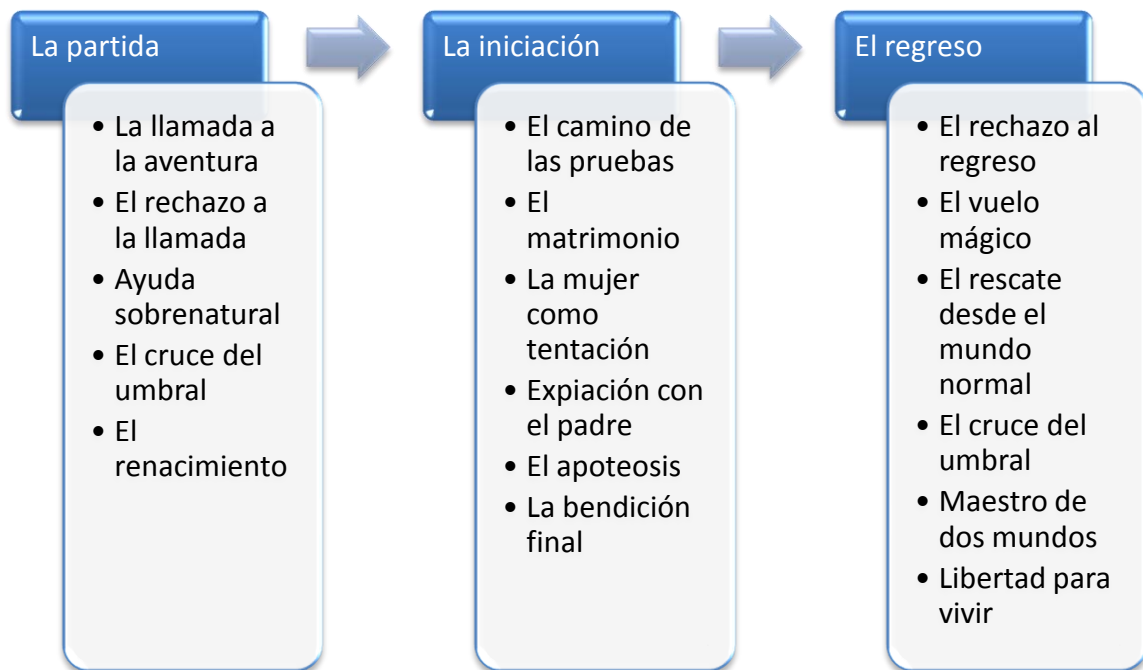 La partida
• La llamada a
la aventura
• El rechazo a
la llamada
• Ayuda
sobrenatural
• El cruce del
umbral
• El
renacimiento
La iniciación
• El camino de
las pruebas
• El
matrimonio
• La mujer
como
tentación
• Expiación con
el padre
• El apoteosis
• La bendición
final
El regreso
• El rechazo al
regreso
• El vuelo
mágico
• El rescate
desde el
mundo
normal
• El cruce del
umbral
• Maestro de
dos mundos
• Libertad para
vivir